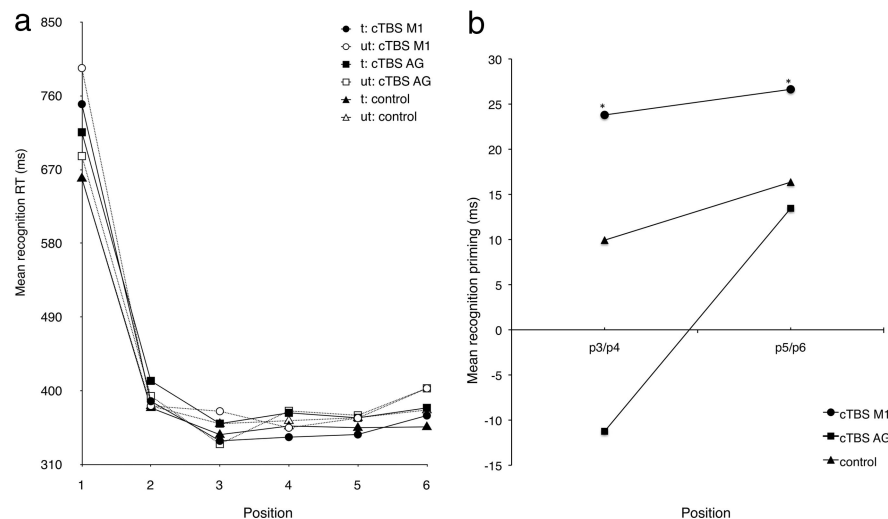 a
850
760
670
580
490
400
310
Mean recognition RT (ms)
1 2 3 4 5 6
Position
t: cTBS M1
ut: cTBS M1
t: cTBS AG
ut: cTBS AG
t: control
ut: control
b
30
25
20
15
10
5
0
-5
-10
-15
Mean recognition priming (ms)
*
*
p3/p4 p5/p6
Position
cTBS M1
cTBS AG
control